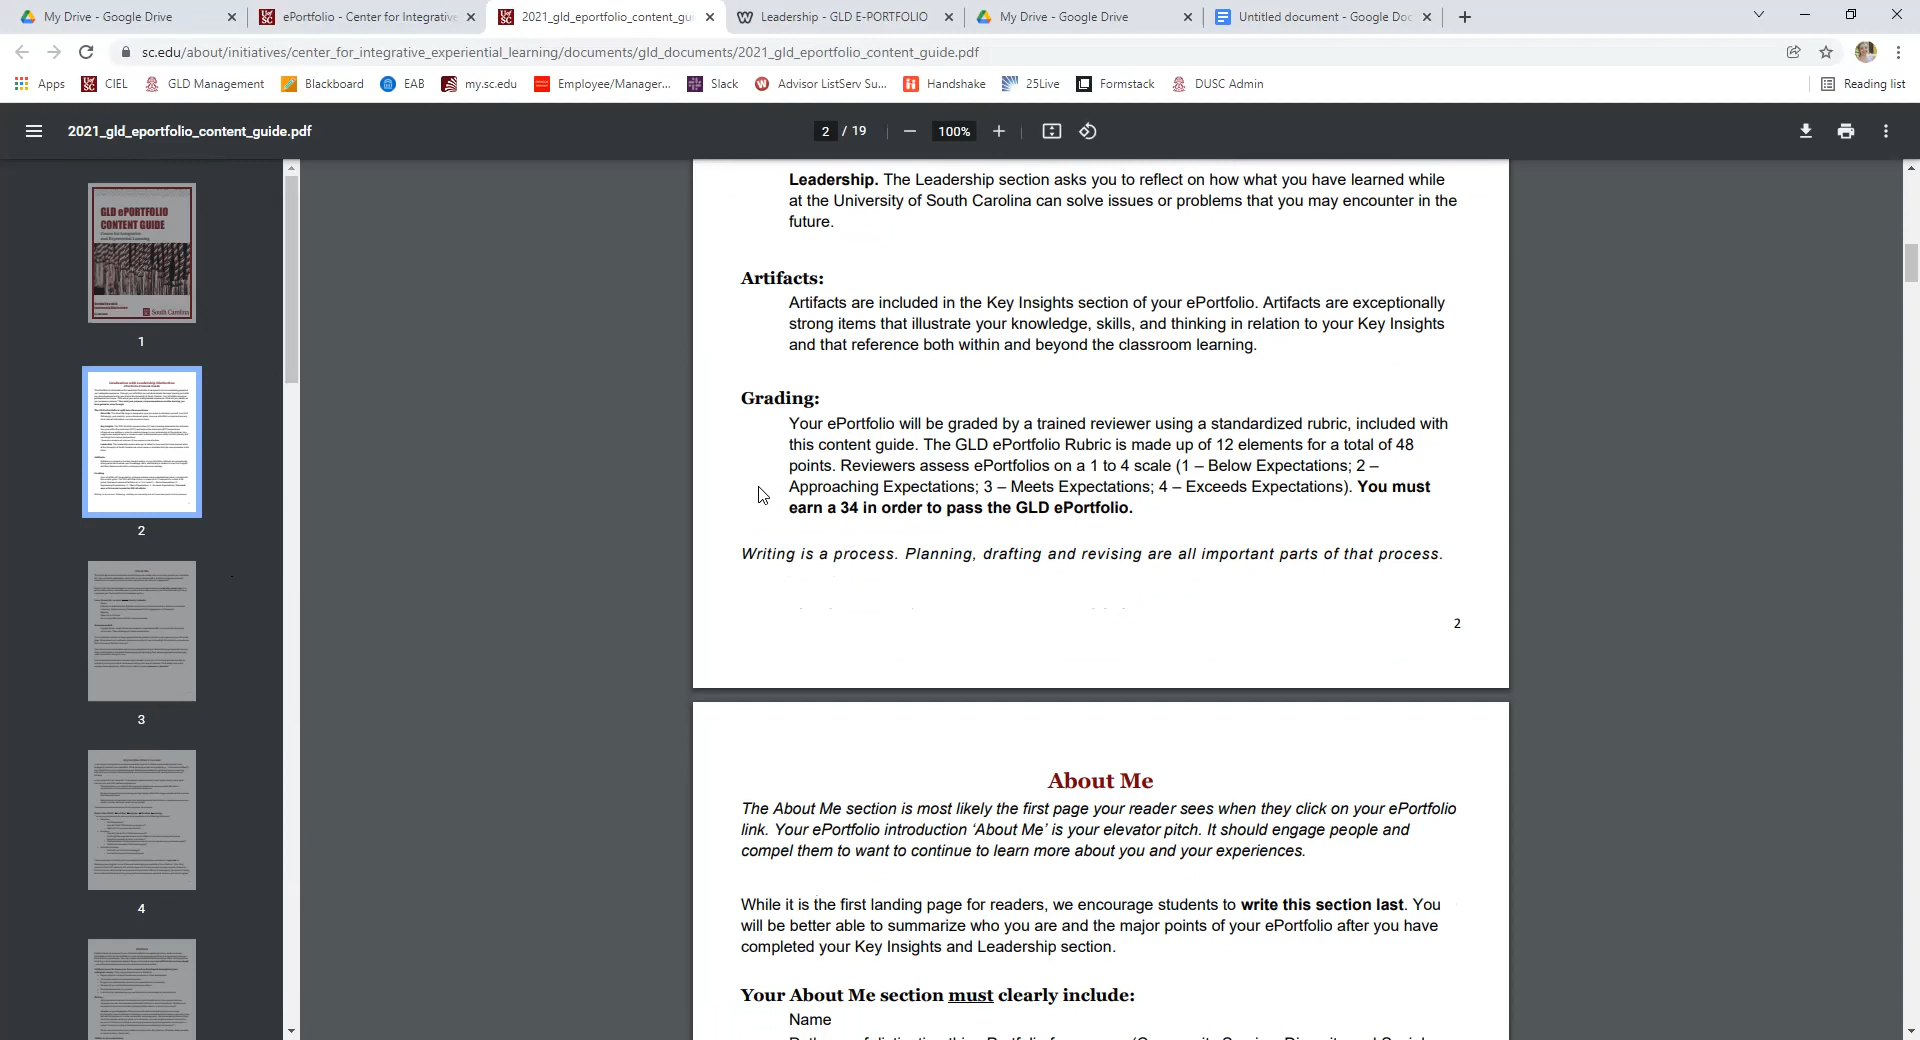 My Drive - Google Drive
ePortfolio - Center for Integrative
2021_gld_eportfolio_content_gui
Leadership - GLD E-PORTFOLIO
My Drive - Google Drive
Untitled document - Google Doc
sc.edu/about/initiatives/center_for_integrative_experiential_learning/documents/gld_documents/2021_gld_eportfolio_content_guide.pdf
Apps CIEL GLD Management Blackboard EAB my.sc.edu Employee/Manager... Slack Advisor ListServ Su... Handshake 25Live Formstack DUSC Admin Reading list
2021_gld_eportfolio_content_guide.pdf
2 / 19
100%
GLD ePORTFOLIO
CONTENT GUIDE
South Carolina
1
2
3
4
Leadership. The Leadership section asks you to reflect on how what you have learned while
at the University of South Carolina can solve issues or problems that you may encounter in the
future.
Artifacts:
Artifacts are included in the Key Insights section of your ePortfolio. Artifacts are exceptionally
strong items that illustrate your knowledge, skills, and thinking in relation to your Key Insights
and that reference both within and beyond the classroom learning.
Grading:
Your ePortfolio will be graded by a trained reviewer using a standardized rubric, included with
this content guide. The GLD ePortfolio Rubric is made up of 12 elements for a total of 48
points. Reviewers assess ePortfolios on a 1 to 4 scale (1 – Below Expectations; 2 –
Approaching Expectations; 3 – Meets Expectations; 4 – Exceeds Expectations). You must
earn a 34 in order to pass the GLD ePortfolio.
Writing is a process. Planning, drafting and revising are all important parts of that process.
2
About Me
The About Me section is most likely the first page your reader sees when they click on your ePortfolio
link. Your ePortfolio introduction ‘About Me’ is your elevator pitch. It should engage people and
compel them to want to continue to learn more about you and your experiences.
While it is the first landing page for readers, we encourage students to write this section last. You
will be better able to summarize who you are and the major points of your ePortfolio after you have
completed your Key Insights and Leadership section.
Your About Me section must clearly include:
Name